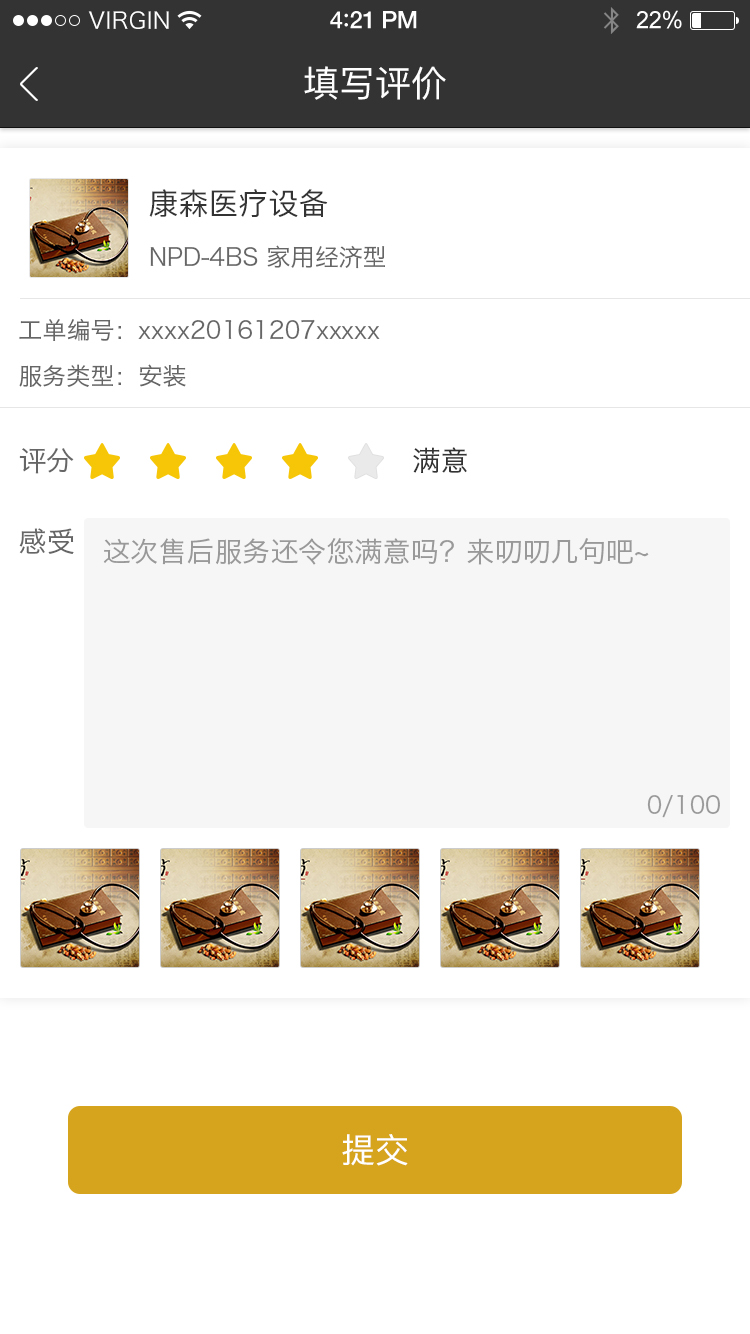 VIRGIN 4:21 PM 22%
填写评价
康森医疗设备
NPD-4BS 家用经济型
工单编号：xxxx20161207xxxxx
服务类型：安装
评分 满意
感受 这次售后服务还令您满意吗？来叨叨几句吧~
0/100
提交